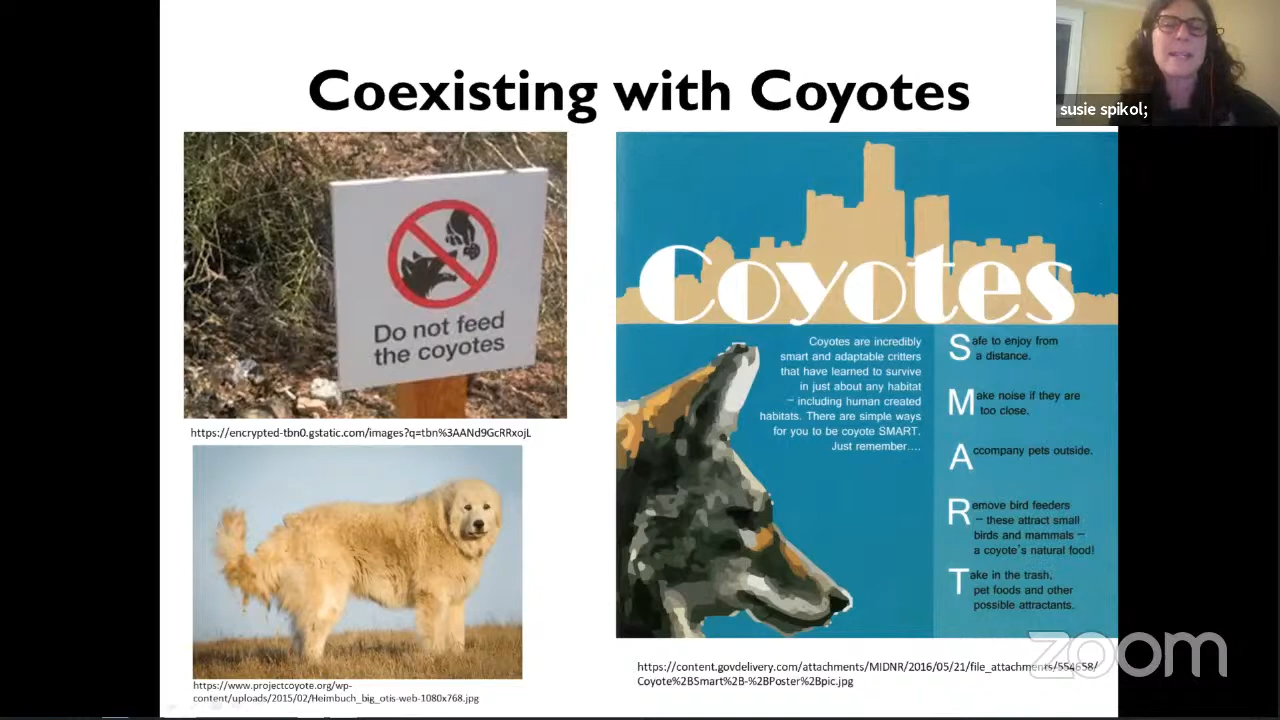 Coexisting with Coyotes
susie spikol;
Do not feed
the coyotes
https://encrypted-tbn0.gstatic.com/images?q=tbn%3AANd9GcRRxojL
https://www.projectcoyote.org/wp-
content/uploads/2015/02/Heimbuch_big_otis-web-1080x768.jpg
Coyotes
Coyotes are incredibly
smart and adaptable critters
that have learned to survive
in just about any habitat
– including human created
habitats. There are simple ways
for you to be coyote SMART.
Just remember....
Safe to enjoy from
a distance.
Make noise if they are
too close.
Accompany pets outside.
Remove bird feeders
– these attract small
birds and mammals –
a coyote's natural food!
Take in the trash,
pet foods and other
possible attractants.
https://content.govdelivery.com/attachments/MIDNR/2016/05/21/file_attachments/554658/
Coyote%2BSmart%2B-%2BPoster%2Bpic.jpg
zoom